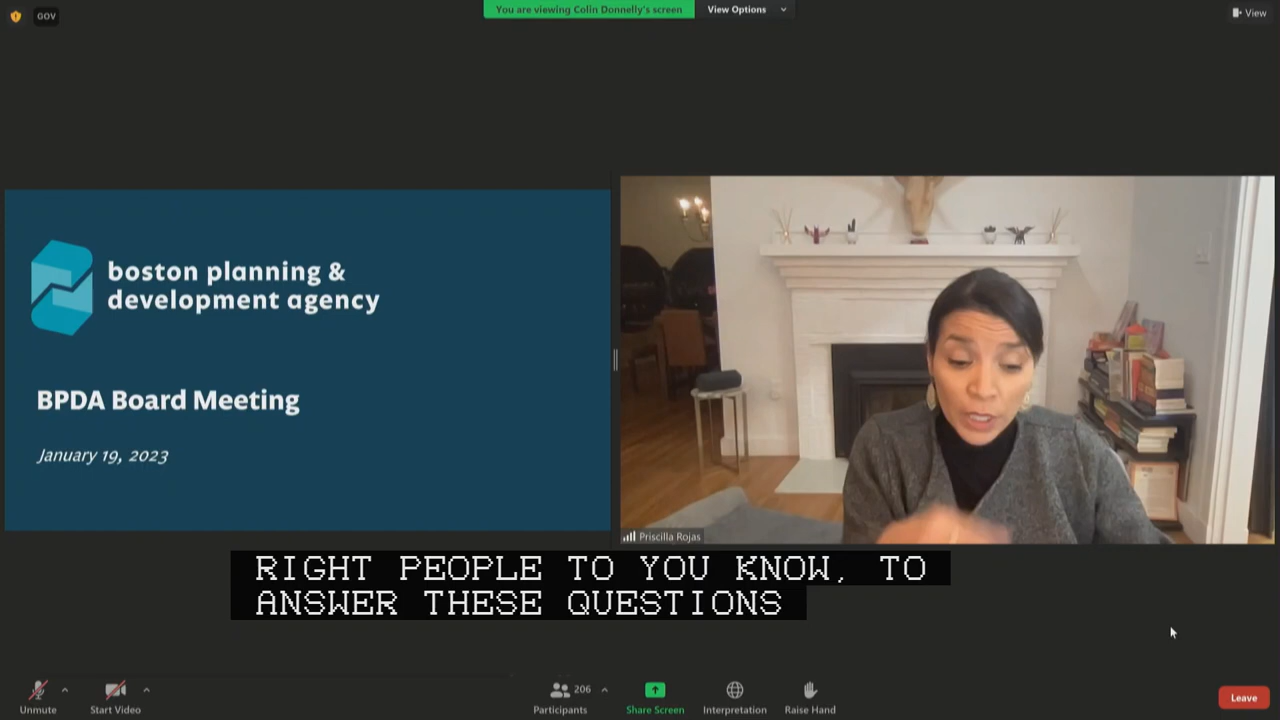 GOV
You are viewing Colin Donnelly's screen
View Options
View
boston planning &
development agency
BPDA Board Meeting
January 19, 2023
Priscilla Rojas
RIGHT PEOPLE TO YOU KNOW, TO
ANSWER THESE QUESTIONS
Unmute
Start Video
206
Participants
Share Screen
Interpretation
Raise Hand
Leave